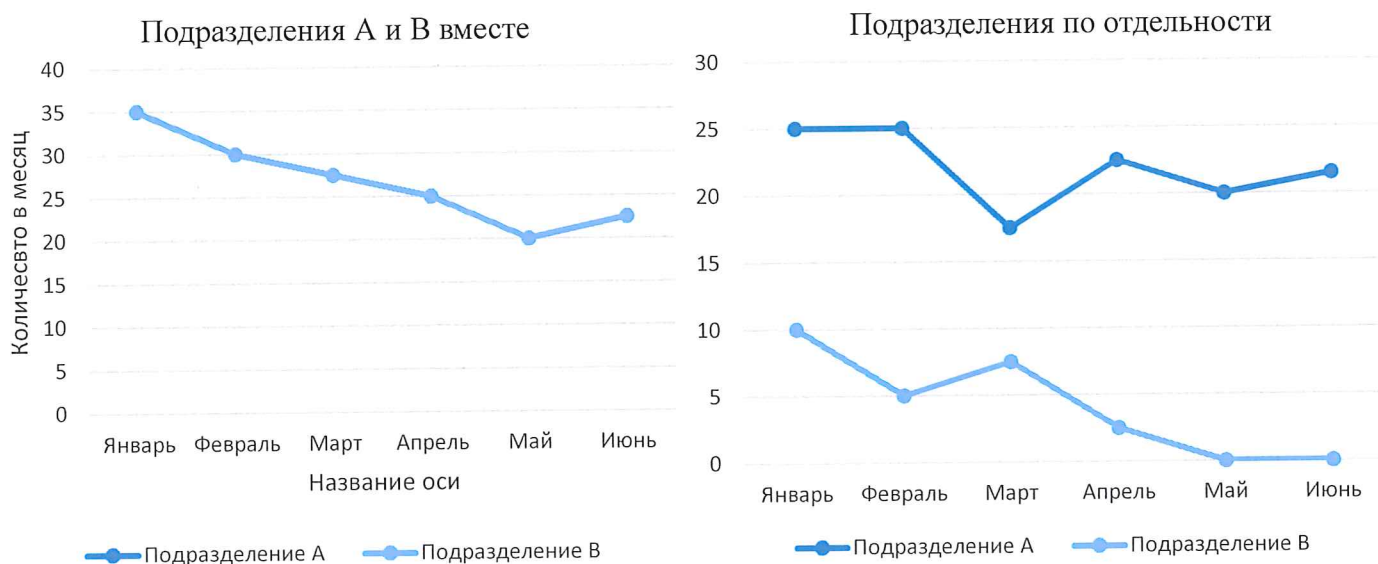 Подразделения А и В вместе
40
35
30
25
20
15
10
5
0
Количесвто в месяц
Январь Февраль Март Апрель Май Июнь
Название оси
Подразделение А Подразделение В
Подразделения по отдельности
30
25
20
15
10
5
0
Январь Февраль Март Апрель Май Июнь
Подразделение А Подразделение В